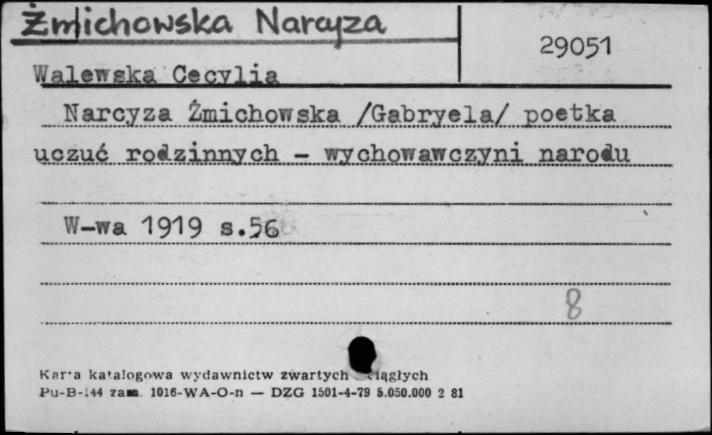 Żmichowska Narcyza
29051
Walewska Cecylia
Narcyza Żmichowska /Gabryela/ poetka
uczuć rodzinnych - wychowawczyni narodu
W-wa 1919 s.56
8
Karta katalogowa wydawnictw zwartych ciągłych
Pu-B-144 zam. 1016-WA-O-n — DZG 1501-4-79 5.050.000 2 81